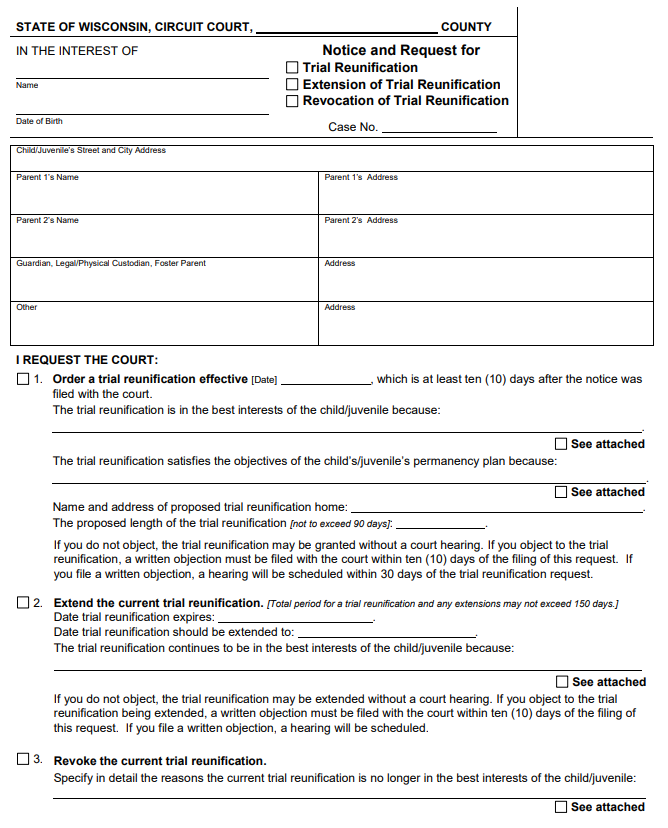 STATE OF WISCONSIN, CIRCUIT COURT, COUNTY
IN THE INTEREST OF
Name
Date of Birth
Notice and Request for
Trial Reunification
Extension of Trial Reunification
Revocation of Trial Reunification
Case No.
Child/Juvenile's Street and City Address
Parent 1's Name
Parent 1's Address
Parent 2's Name
Parent 2's Address
Guardian, Legal/Physical Custodian, Foster Parent
Address
Other
Address
I REQUEST THE COURT:
1. Order a trial reunification effective [Date] , which is at least ten (10) days after the notice was
filed with the court.
The trial reunification is in the best interests of the child/juvenile because:
.
See attached
The trial reunification satisfies the objectives of the child's/juvenile's permanency plan because:
.
See attached
Name and address of proposed trial reunification home: .
The proposed length of the trial reunification [not to exceed 90 days]: .
If you do not object, the trial reunification may be granted without a court hearing. If you object to the trial
reunification, a written objection must be filed with the court within ten (10) days of the filing of this request. If
you file a written objection, a hearing will be scheduled within 30 days of the trial reunification request.
2. Extend the current trial reunification. [Total period for a trial reunification and any extensions may not exceed 150 days.]
Date trial reunification expires: .
Date trial reunification should be extended to: .
The trial reunification continues to be in the best interests of the child/juvenile because:
See attached
If you do not object, the trial reunification may be extended without a court hearing. If you object to the trial
reunification being extended, a written objection must be filed with the court within ten (10) days of the filing of
this request. If you file a written objection, a hearing will be scheduled.
3. Revoke the current trial reunification.
Specify in detail the reasons the current trial reunification is no longer in the best interests of the child/juvenile:
See attached